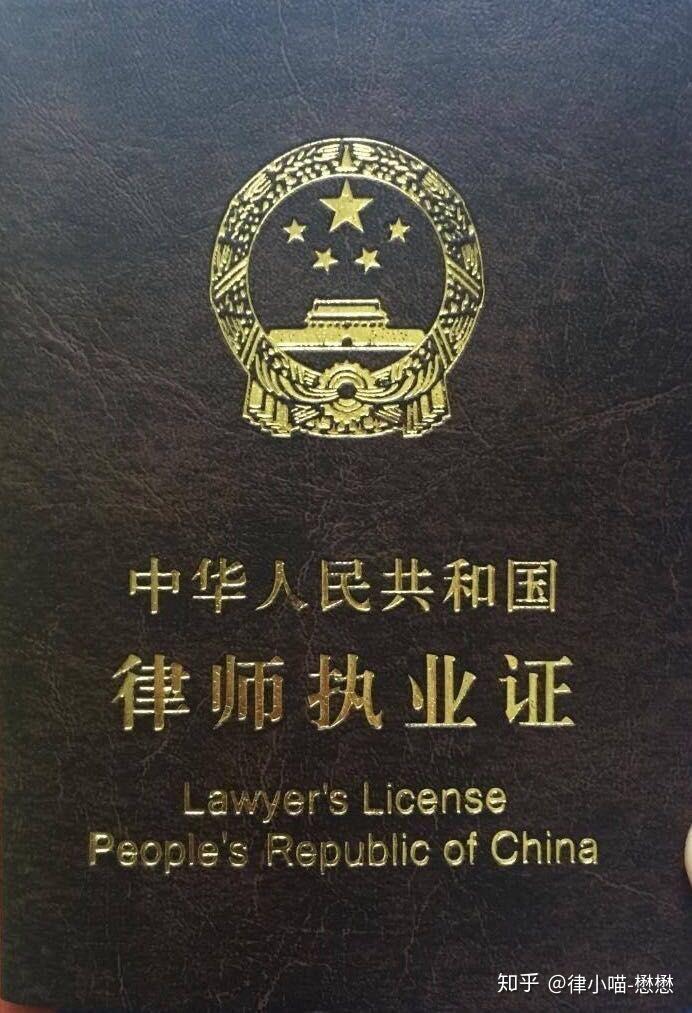 中华人民共和国
律师执业证
Lawyer's License
People's Republic of China
知乎 @律小喵-懋懋